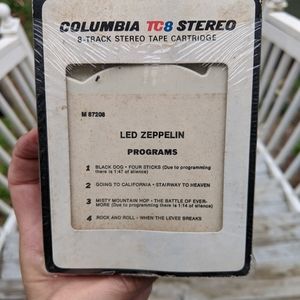 COLUMBIA TC8 STEREO
8-TRACK STEREO TAPE CARTRIDGE
M 87208
LED ZEPPELIN
PROGRAMS
1 BLACK DOG • FOUR STICKS (Due to programming
there is 1:47 of silence)
2 GOING TO CALIFORNIA • STAIRWAY TO HEAVEN
3 MISTY MOUNTAIN HOP • THE BATTLE OF EVER-
MORE (Due to programming there is 1:14 of silence)
4 ROCK AND ROLL • WHEN THE LEVEE BREAKS